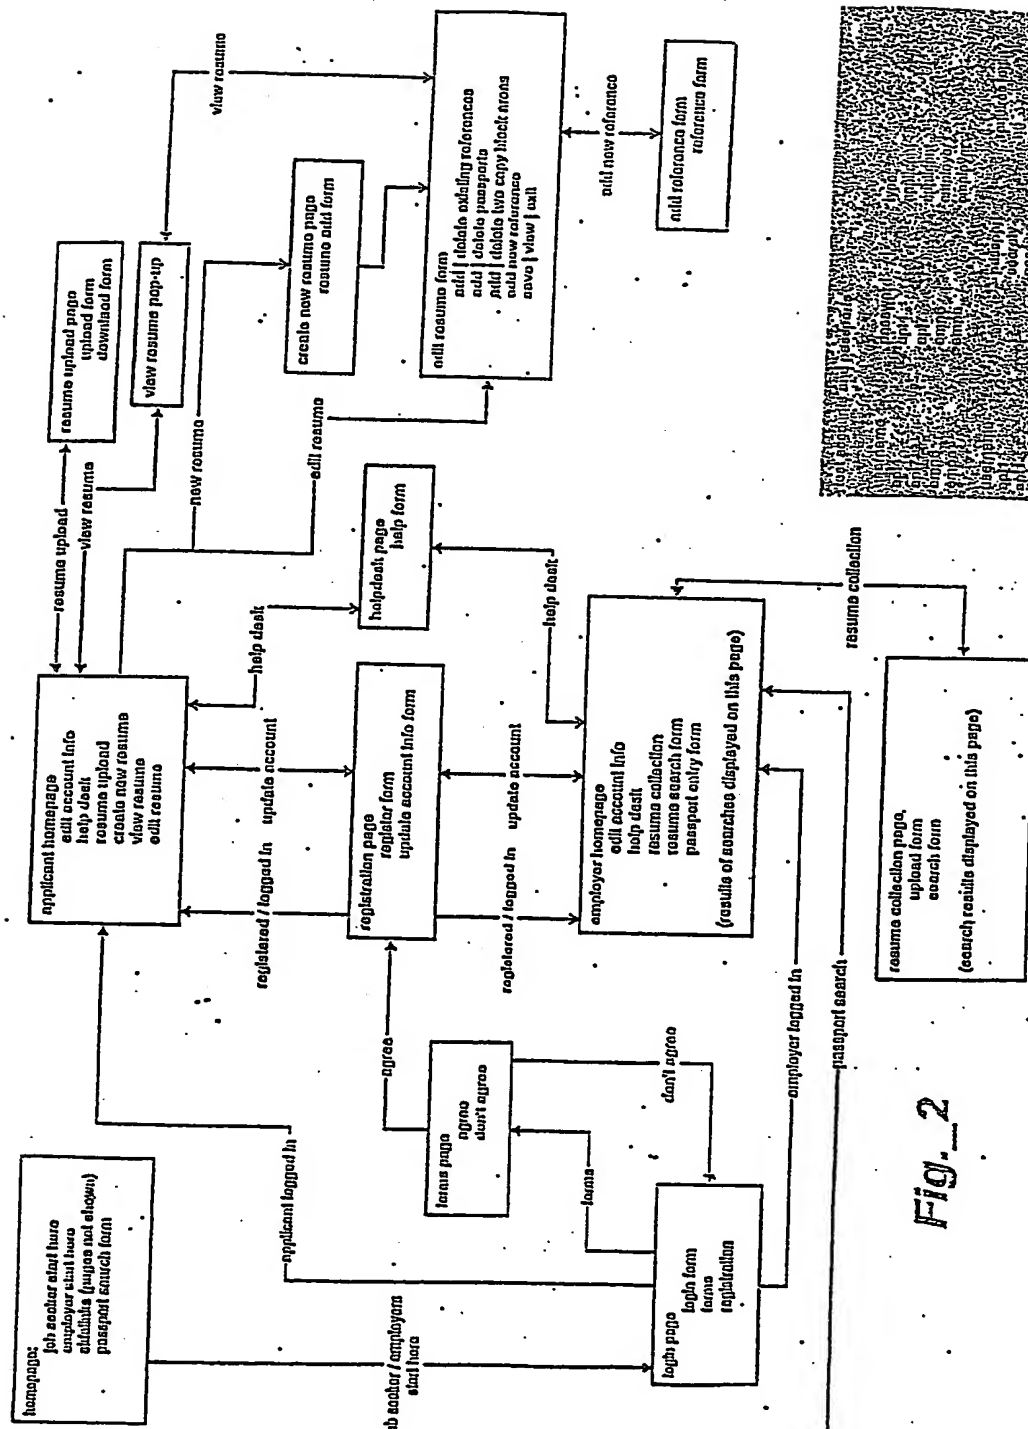 homepage:
job seeker start here
employer start here
(pages not shown)
passport search form
job seeker / employers
start here
applicant logged in
login page
login form
terms
registration
terms
terms page
agree
don't agree
agree
don't agree
employer logged in
passport search
applicant homepage
edit account info
help desk
resume upload
create new resume
view resume
edit resume
registered / logged in
update account
help desk
registration page
register form
update account info form
registered / logged in
update account
helpdesk page
help form
help desk
employer homepage
edit account info
help desk
resume collection
resume search form
passport entry form
(results of searches displayed on this page)
resume collection
resume collection page,
upload form
search form
(search results displayed on this page)
resume upload
view resume
new resume
edit resume
resume upload page
upload form
download form
view resume pop-up
view resume
create new resume page
resume add form
edit resume form
add | delete existing references
add | delete passports
add | delete two copy block areas
add new reference
save | view | exit
add new reference
add reference form
reference form
Fig._2